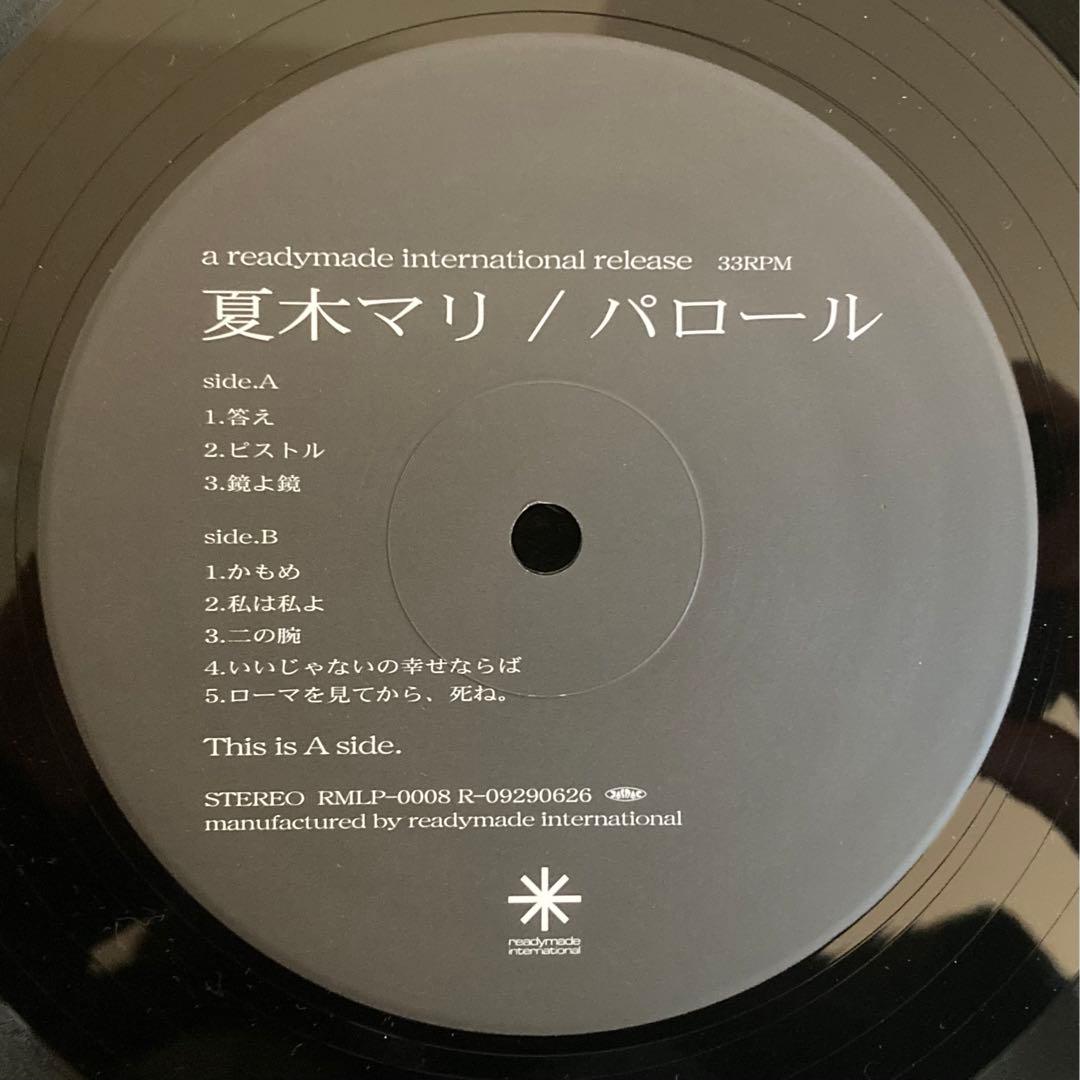 a readymade international release 33RPM
夏木マリ / パロール
side.A
1.答え
2.ピストル
3.鏡よ鏡
side.B
1.かもめ
2.私は私よ
3.二の腕
4.いいじゃないの幸せならば
5.ローマを見てから、死ね。
This is A side.
STEREO RMLP-0008 R-09290626
manufactured by readymade international
readymade
international